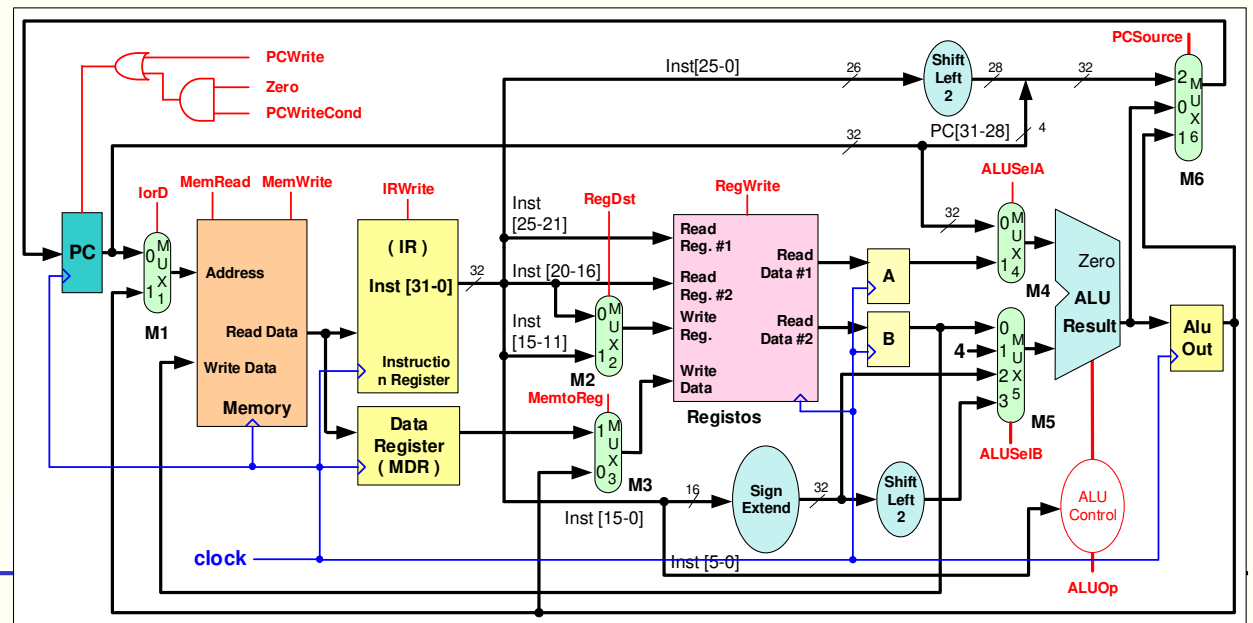 PCWrite
Zero
PCWriteCond
Inst[25-0]
26
Shift
Left
2
28
32
PCSource
2
0
1
M
U
X
6
M6
32
PC[31-28]
4
IorD
MemRead
MemWrite
IRWrite
RegDst
RegWrite
ALUSelA
PC
0
1
M
U
X
1
M1
Address
Read Data
Write Data
Memory
( IR )
Inst [31-0]
Instructio
n Register
32
Data
Register
( MDR )
Inst
[25-21]
Inst [20-16]
Inst
[15-11]
0
1
M
U
X
2
M2
MemtoReg
1
0
M
U
X
3
M3
Read
Reg. #1
Read
Reg. #2
Write
Reg.
Write
Data
Read
Data #1
Read
Data #2
Registos
A
B
32
0
1
M
U
X
4
M4
4
0
1
2
3
M
U
X
5
M5
ALUSelB
Zero
ALU
Result
Alu
Out
16
Inst [15-0]
Sign
Extend
32
Shift
Left
2
ALU
Control
ALUOp
clock
Inst [5-0]